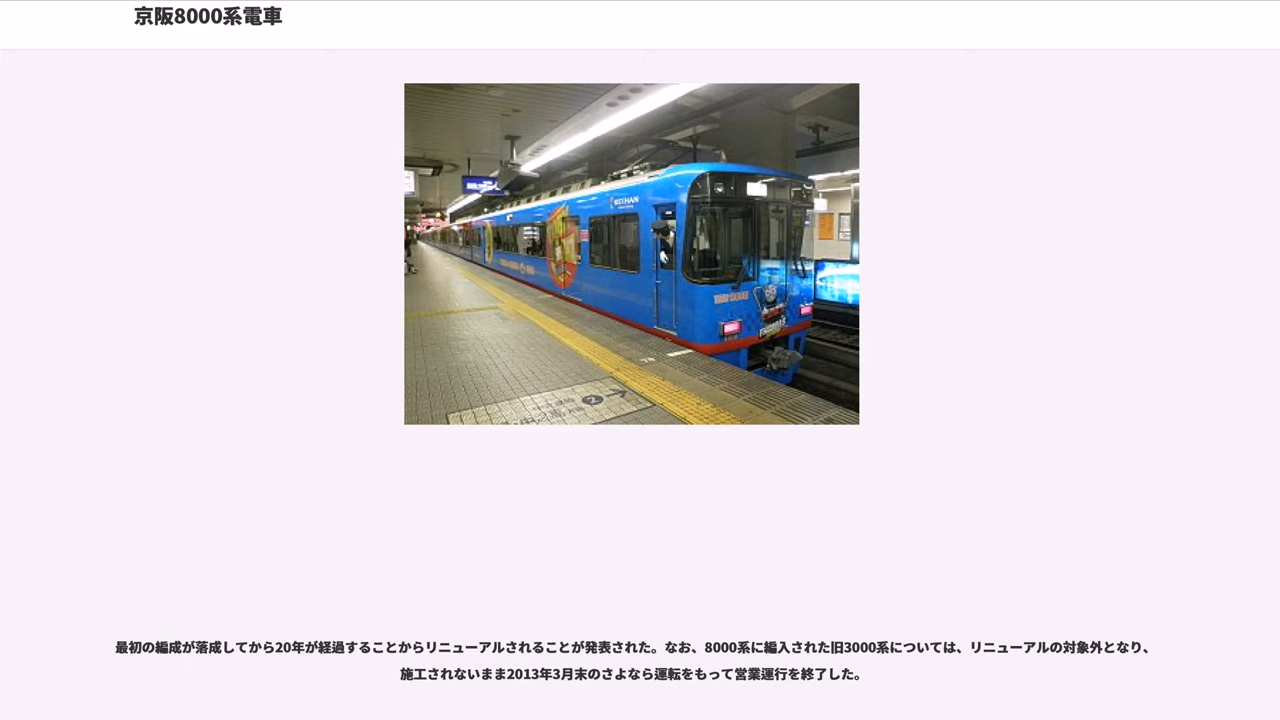 京阪8000系電車
KEIHAN
2
最初の編成が落成してから20年が経過することからリニューアルされることが発表された。なお、8000系に編入された旧3000系については、リニューアルの対象外となり、
施工されないまま2013年3月末のさよなら運転をもって営業運行を終了した。